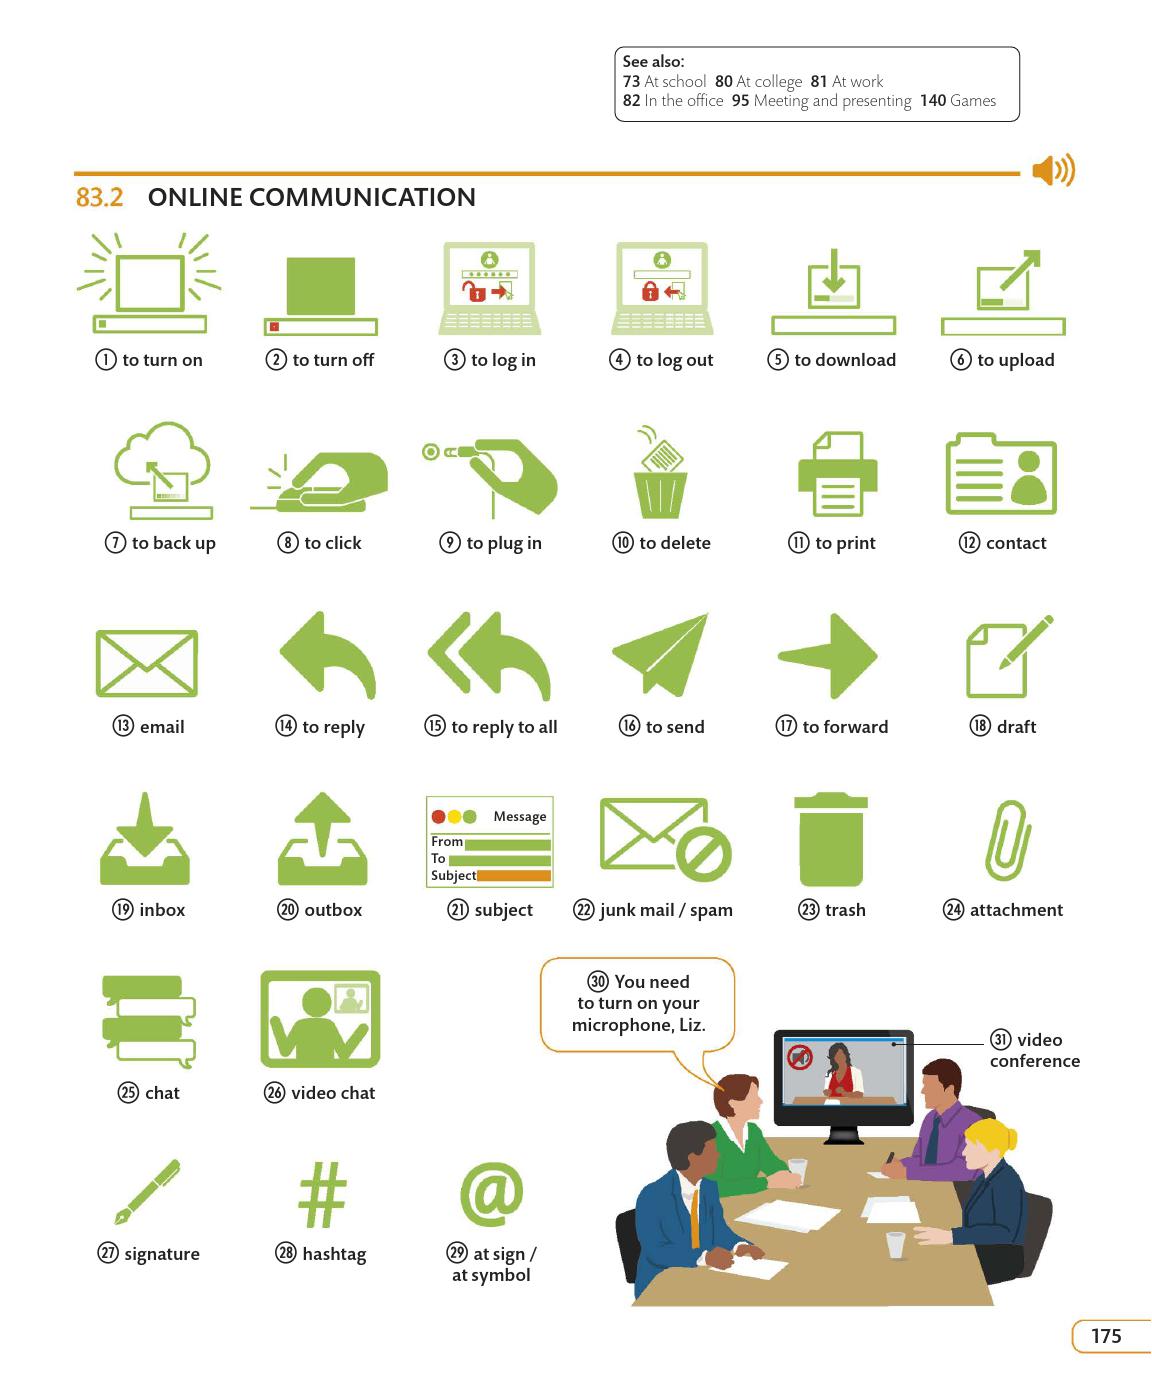 See also:
73 At school 80 At college 81 At work
82 In the office 95 Meeting and presenting 140 Games
83.2 ONLINE COMMUNICATION
1 to turn on
2 to turn off
3 to log in
4 to log out
5 to download
6 to upload
7 to back up
8 to click
9 to plug in
10 to delete
11 to print
12 contact
13 email
14 to reply
15 to reply to all
16 to send
17 to forward
18 draft
Message
From
To
Subject
19 inbox
20 outbox
21 subject
22 junk mail / spam
23 trash
24 attachment
25 chat
26 video chat
30 You need
to turn on your
microphone, Liz.
31 video
conference
27 signature
#
28 hashtag
@
29 at sign /
at symbol
175